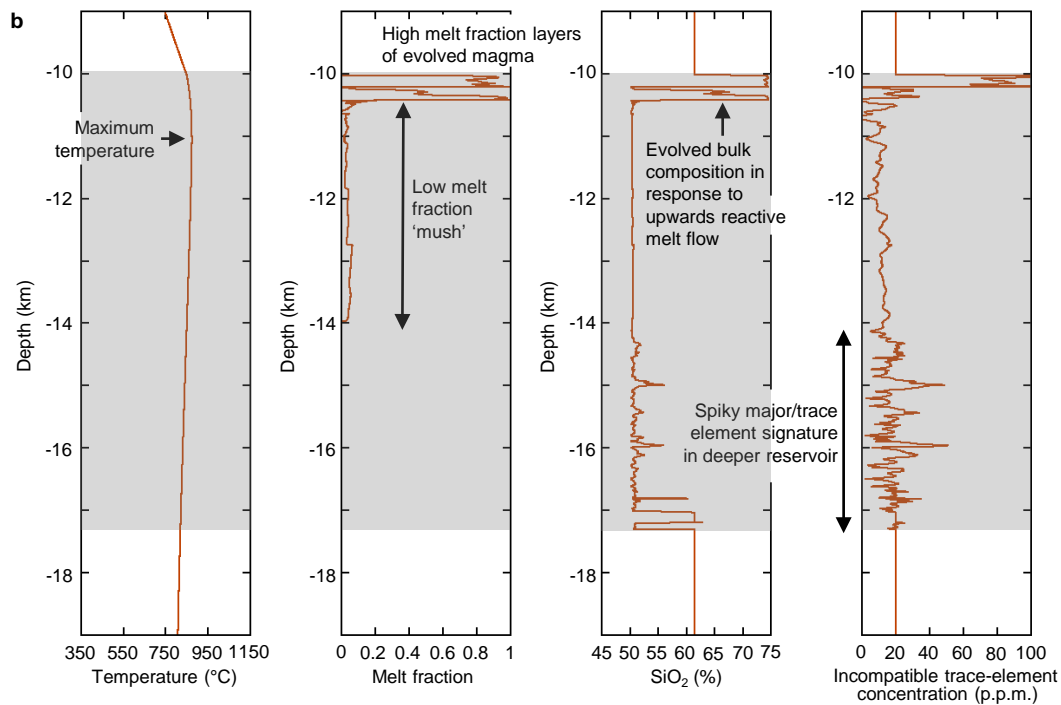 b
High melt fraction layers
of evolved magma
-10
-12
-14
-16
-18
Depth (km)
Maximum
temperature
350 550 750 950 1150
Temperature (°C)
-10
-12
-14
-16
-18
Depth (km)
Low melt
fraction
‘mush’
0 0.2 0.4 0.6 0.8 1
Melt fraction
-10
-12
-14
-16
-18
Depth (km)
Evolved bulk
composition in
response to
upwards reactive
melt flow
45 50 55 60 65 70 75
SiO2 (%)
-10
-12
-14
-16
-18
Spiky major/trace
element signature
in deeper reservoir
0 20 40 60 80 100
Incompatible trace-element
concentration (p.p.m.)